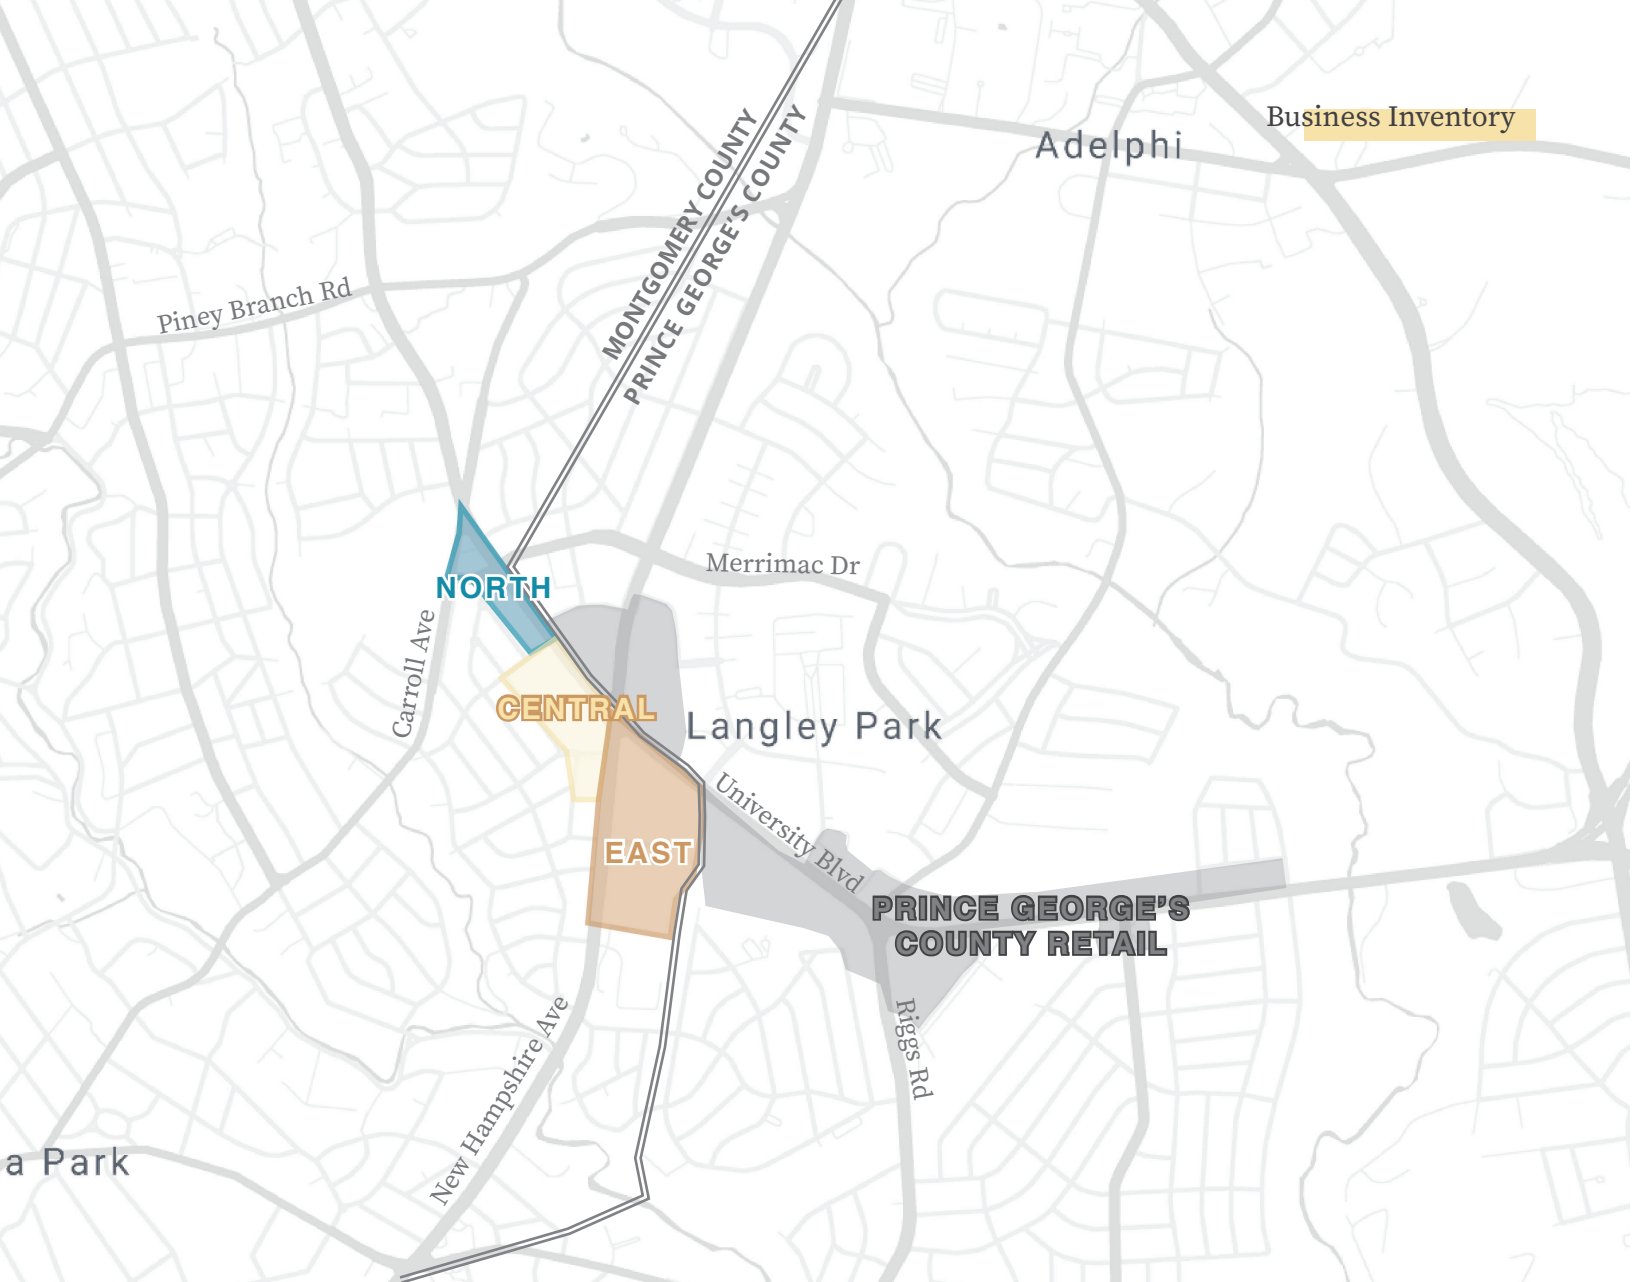 Business Inventory
MONTGOMERY COUNTY
PRINCE GEORGE'S COUNTY
Adelphi
Piney Branch Rd
Merrimac Dr
NORTH
Carroll Ave
CENTRAL
Langley Park
University Blvd
EAST
PRINCE GEORGE'S
COUNTY RETAIL
Riggs Rd
New Hampshire Ave
a Park